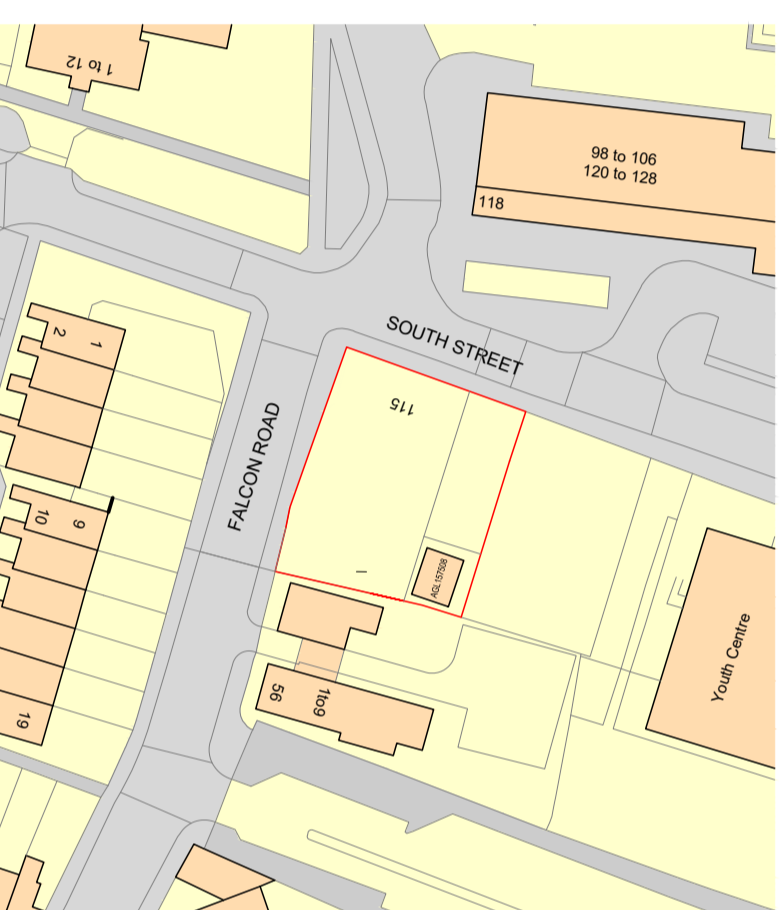 1 to 12
98 to 106
120 to 128
118
SOUTH STREET
2
1
115
FALCON ROAD
10
9
AGL157508
Youth Centre
56
1to9
19